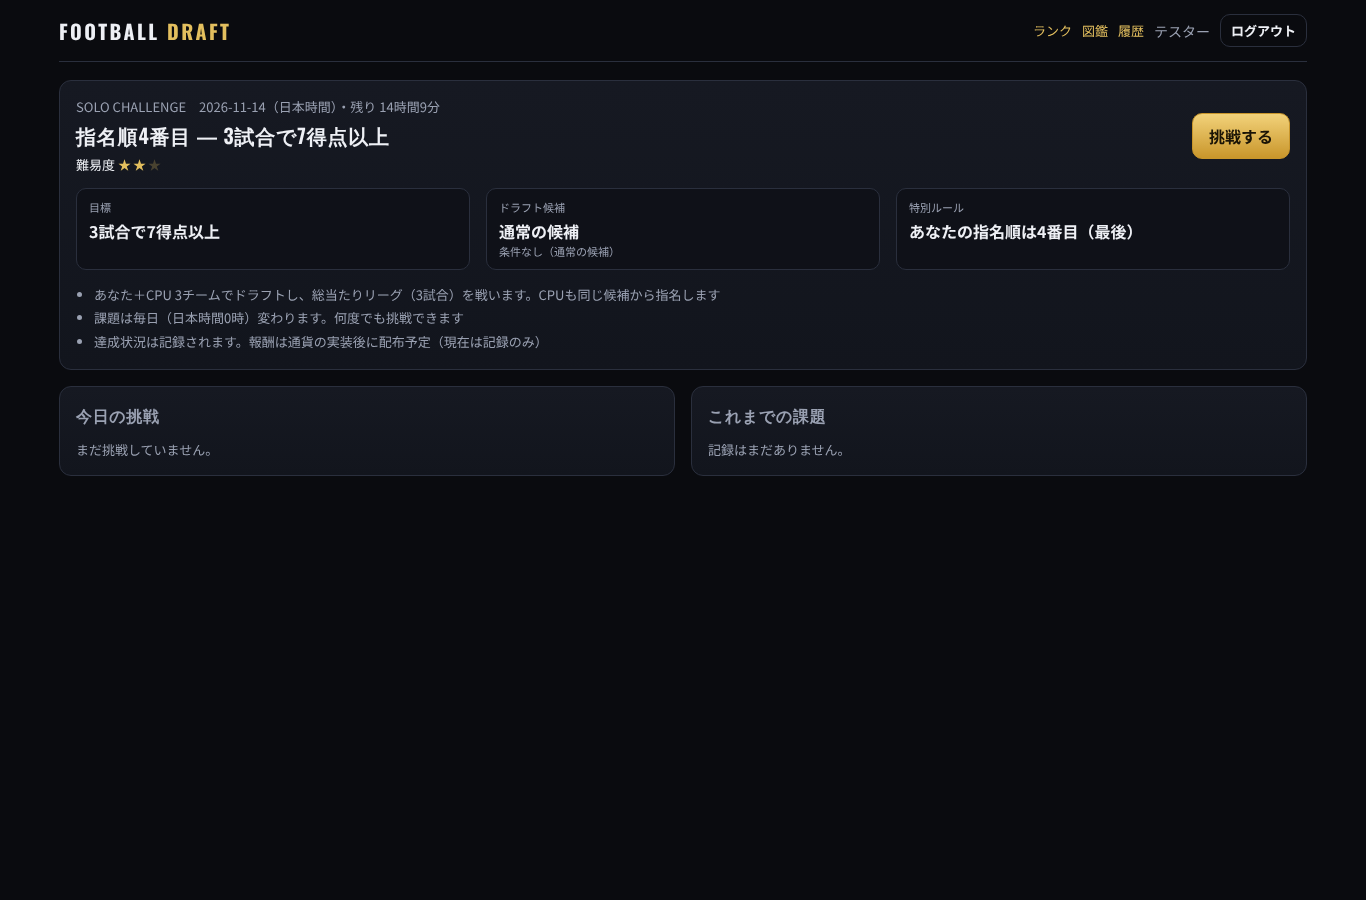 FOOTBALL DRAFT
ランク 図鑑 履歴 テスター ログアウト
SOLO CHALLENGE 2026-11-14（日本時間）・残り 14時間9分
指名順4番目 — 3試合で7得点以上
挑戦する
難易度 ★★★
目標
3試合で7得点以上
ドラフト候補
通常の候補
条件なし（通常の候補）
特別ルール
あなたの指名順は4番目（最後）
• あなた＋CPU 3チームでドラフトし、総当たりリーグ（3試合）を戦います。CPUも同じ候補から指名します
• 課題は毎日（日本時間0時）変わります。何度でも挑戦できます
• 達成状況は記録されます。報酬は通貨の実装後に配布予定（現在は記録のみ）
今日の挑戦
まだ挑戦していません。
これまでの課題
記録はまだありません。